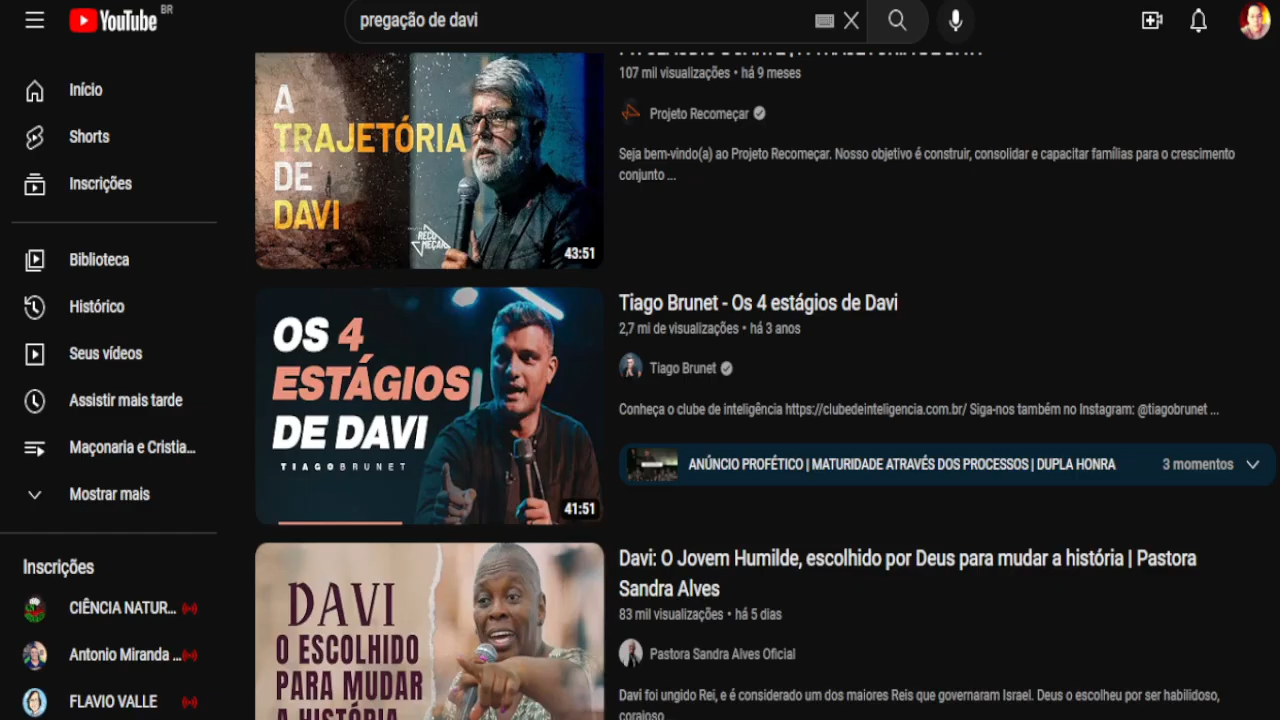 YouTube BR
pregação de davi
Início
Shorts
Inscrições
Biblioteca
Histórico
Seus vídeos
Assistir mais tarde
Maçonaria e Cristia...
Mostrar mais
Inscrições
CIÊNCIA NATUR...
Antonio Miranda ...
FLAVIO VALLE
A
TRAJETÓRIA
DE
DAVI
RECO
MEÇAR
43:51
107 mil visualizações • há 9 meses
Projeto Recomeçar
Seja bem-vindo(a) ao Projeto Recomeçar. Nosso objetivo é construir, consolidar e capacitar famílias para o crescimento
conjunto ...
OS 4
ESTÁGIOS
DE DAVI
TIAGO BRUNET
41:51
Tiago Brunet - Os 4 estágios de Davi
2,7 mi de visualizações • há 3 anos
Tiago Brunet
Conheça o clube de inteligência https://clubedeinteligencia.com.br/ Siga-nos também no Instagram: @tiagobrunet ...
ANÚNCIO PROFÉTICO | MATURIDADE ATRAVÉS DOS PROCESSOS | DUPLA HONRA
3 momentos
DAVI
O ESCOLHIDO
PARA MUDAR
A HISTÓRIA
Davi: O Jovem Humilde, escolhido por Deus para mudar a história | Pastora
Sandra Alves
83 mil visualizações • há 5 dias
Pastora Sandra Alves Oficial
Davi foi ungido Rei, e é considerado um dos maiores Reis que governaram Israel. Deus o escolheu por ser habilidoso,
corajoso